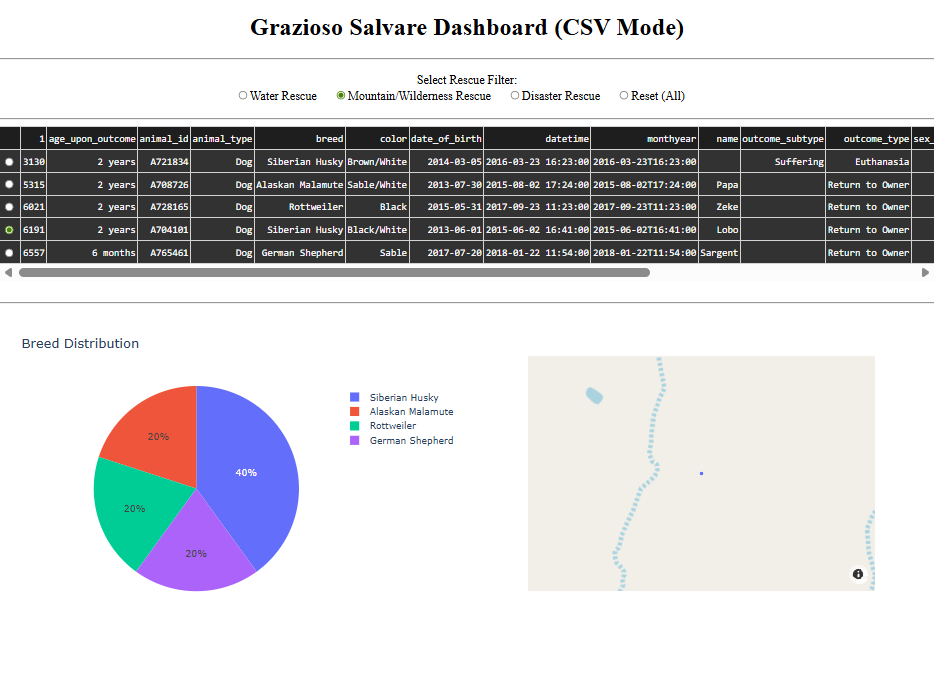 Grazioso Salvare Dashboard (CSV Mode)
Select Rescue Filter:
Water Rescue Mountain/Wilderness Rescue Disaster Rescue Reset (All)
1 age_upon_outcome animal_id animal_type breed color date_of_birth datetime monthyear name outcome_subtype outcome_type sex_
3130 2 years A721834 Dog Siberian Husky Brown/White 2014-03-05 2016-03-23 16:23:00 2016-03-23T16:23:00 Suffering Euthanasia
5315 2 years A708726 Dog Alaskan Malamute Sable/White 2013-07-30 2015-08-02 17:24:00 2015-08-02T17:24:00 Papa Return to Owner
6021 2 years A728165 Dog Rottweiler Black 2015-05-31 2017-09-23 11:23:00 2017-09-23T11:23:00 Zeke Return to Owner
6191 2 years A704101 Dog Siberian Husky Black/White 2013-06-01 2015-06-02 16:41:00 2015-06-02T16:41:00 Lobo Return to Owner
6557 6 months A765461 Dog German Shepherd Sable 2017-07-20 2018-01-22 11:54:00 2018-01-22T11:54:00 Sargent Return to Owner
Breed Distribution
Siberian Husky
Alaskan Malamute
Rottweiler
German Shepherd
20%
40%
20%
20%